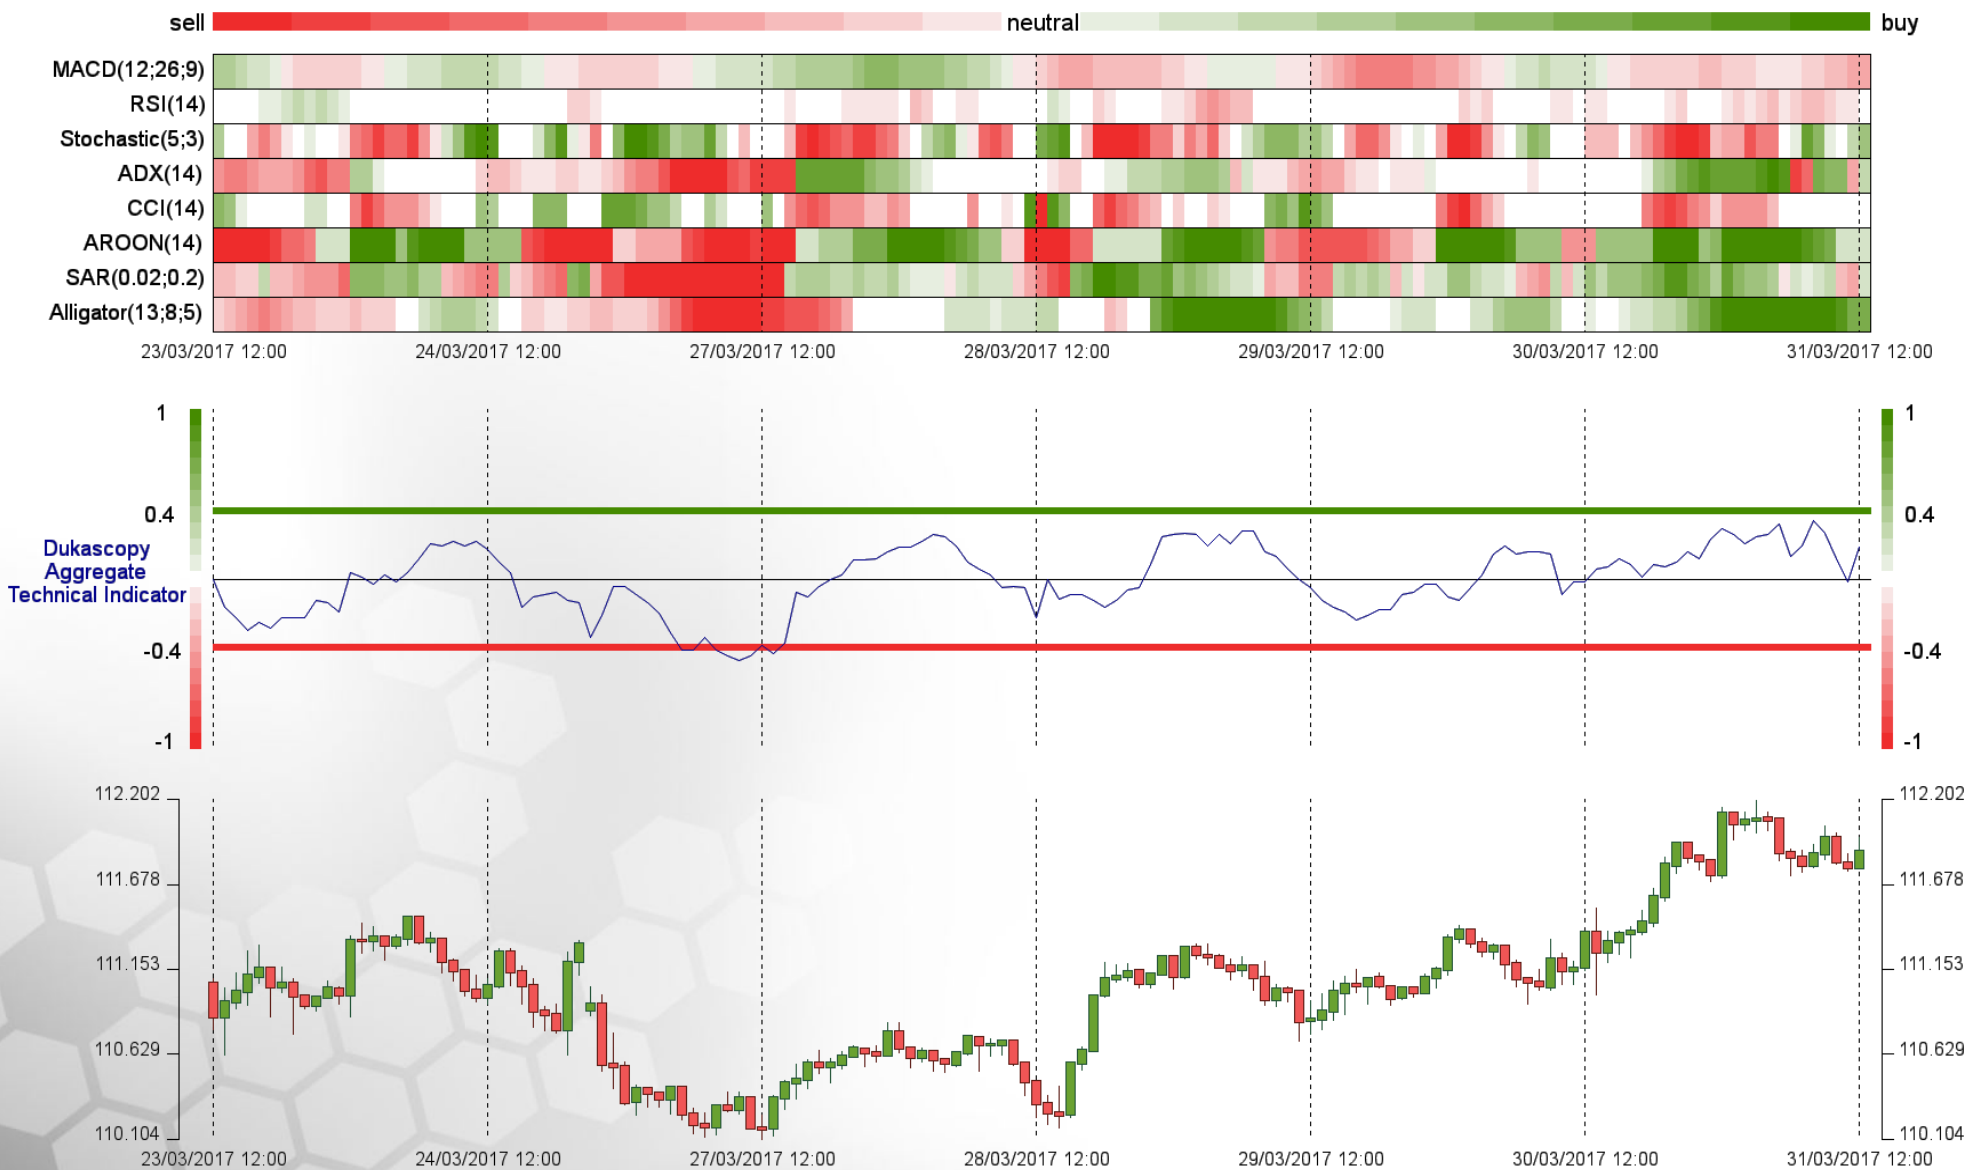 sell neutral buy
MACD(12;26;9)
RSI(14)
Stochastic(5;3)
ADX(14)
CCI(14)
AROON(14)
SAR(0.02;0.2)
Alligator(13;8;5)
23/03/2017 12:00 24/03/2017 12:00 27/03/2017 12:00 28/03/2017 12:00 29/03/2017 12:00 30/03/2017 12:00 31/03/2017 12:00
1 1
0.4 0.4
Dukascopy
Aggregate
Technical Indicator
-0.4 -0.4
-1 -1
112.202 112.202
111.678 111.678
111.153 111.153
110.629 110.629
110.104 110.104
23/03/2017 12:00 24/03/2017 12:00 27/03/2017 12:00 28/03/2017 12:00 29/03/2017 12:00 30/03/2017 12:00 31/03/2017 12:00